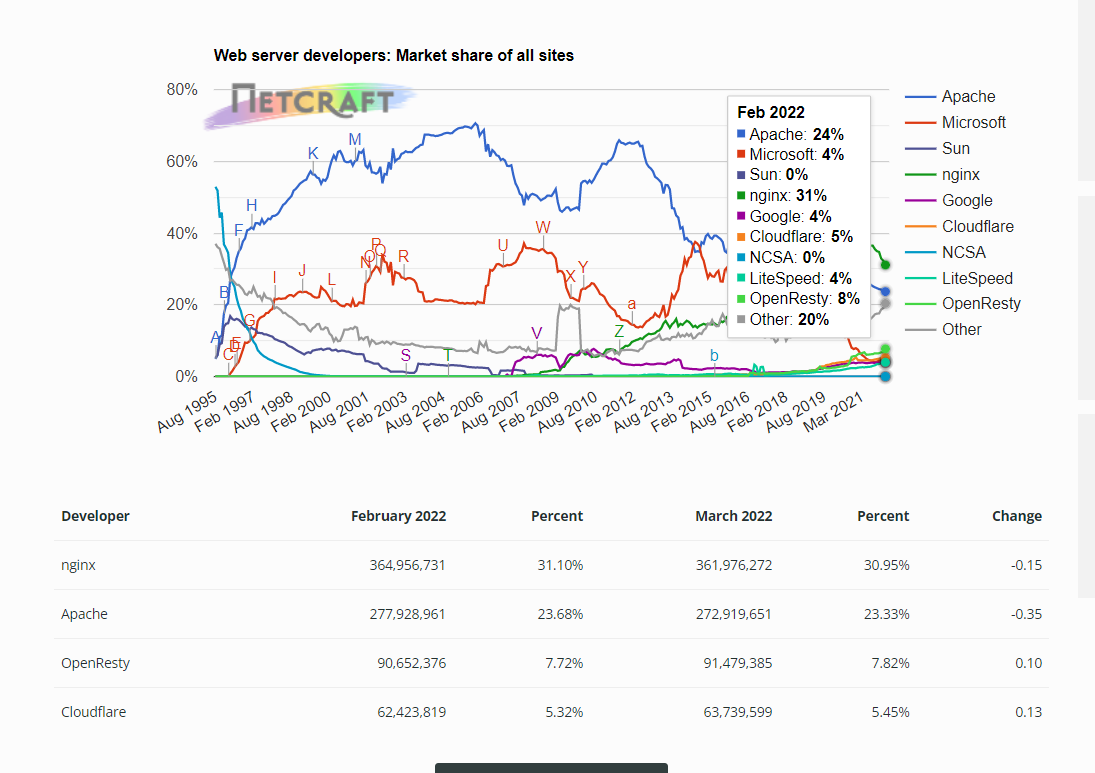 Web server developers: Market share of all sites
NETCRAFT
80%
60%
40%
20%
0%
Aug 1995
Feb 1997
Aug 1998
Feb 2000
Aug 2001
Feb 2003
Aug 2004
Feb 2006
Aug 2007
Feb 2009
Aug 2010
Feb 2012
Aug 2013
Feb 2015
Aug 2016
Feb 2018
Aug 2019
Mar 2021
A
B
C
E
F
G
H
I
J
K
L
M
N
O
P
Q
R
S
T
U
V
W
X
Y
Z
a
b
Feb 2022
Apache: 24%
Microsoft: 4%
Sun: 0%
nginx: 31%
Google: 4%
Cloudflare: 5%
NCSA: 0%
LiteSpeed: 4%
OpenResty: 8%
Other: 20%
Apache
Microsoft
Sun
nginx
Google
Cloudflare
NCSA
LiteSpeed
OpenResty
Other
Developer February 2022 Percent March 2022 Percent Change
nginx 364,956,731 31.10% 361,976,272 30.95% -0.15
Apache 277,928,961 23.68% 272,919,651 23.33% -0.35
OpenResty 90,652,376 7.72% 91,479,385 7.82% 0.10
Cloudflare 62,423,819 5.32% 63,739,599 5.45% 0.13